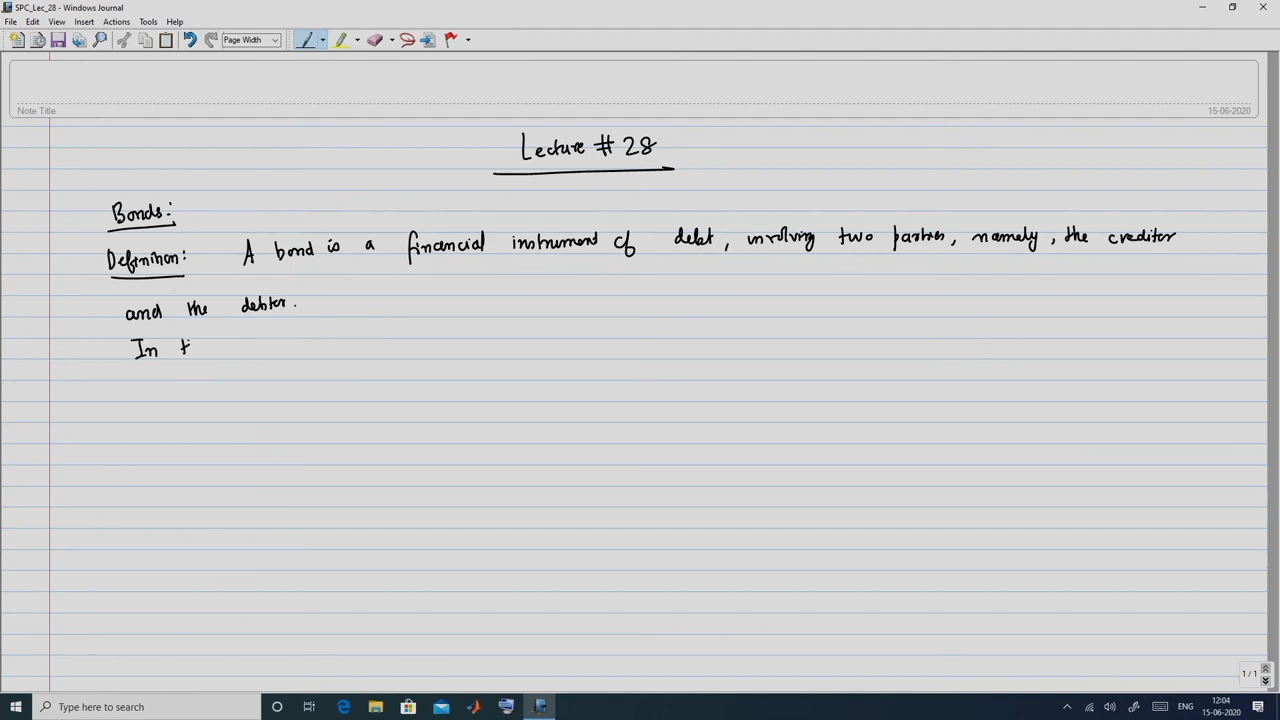 SPC_Lec_28 - Windows Journal
File Edit View Insert Actions Tools Help
Page Width
Note Title
15-06-2020
Lecture # 28
Bonds:
Definition: A bond is a financial instrument of debt, involving two parties, namely, the creditor
and the debtor.
In t
1 / 1
Type here to search
ENG
12:04
15-06-2020